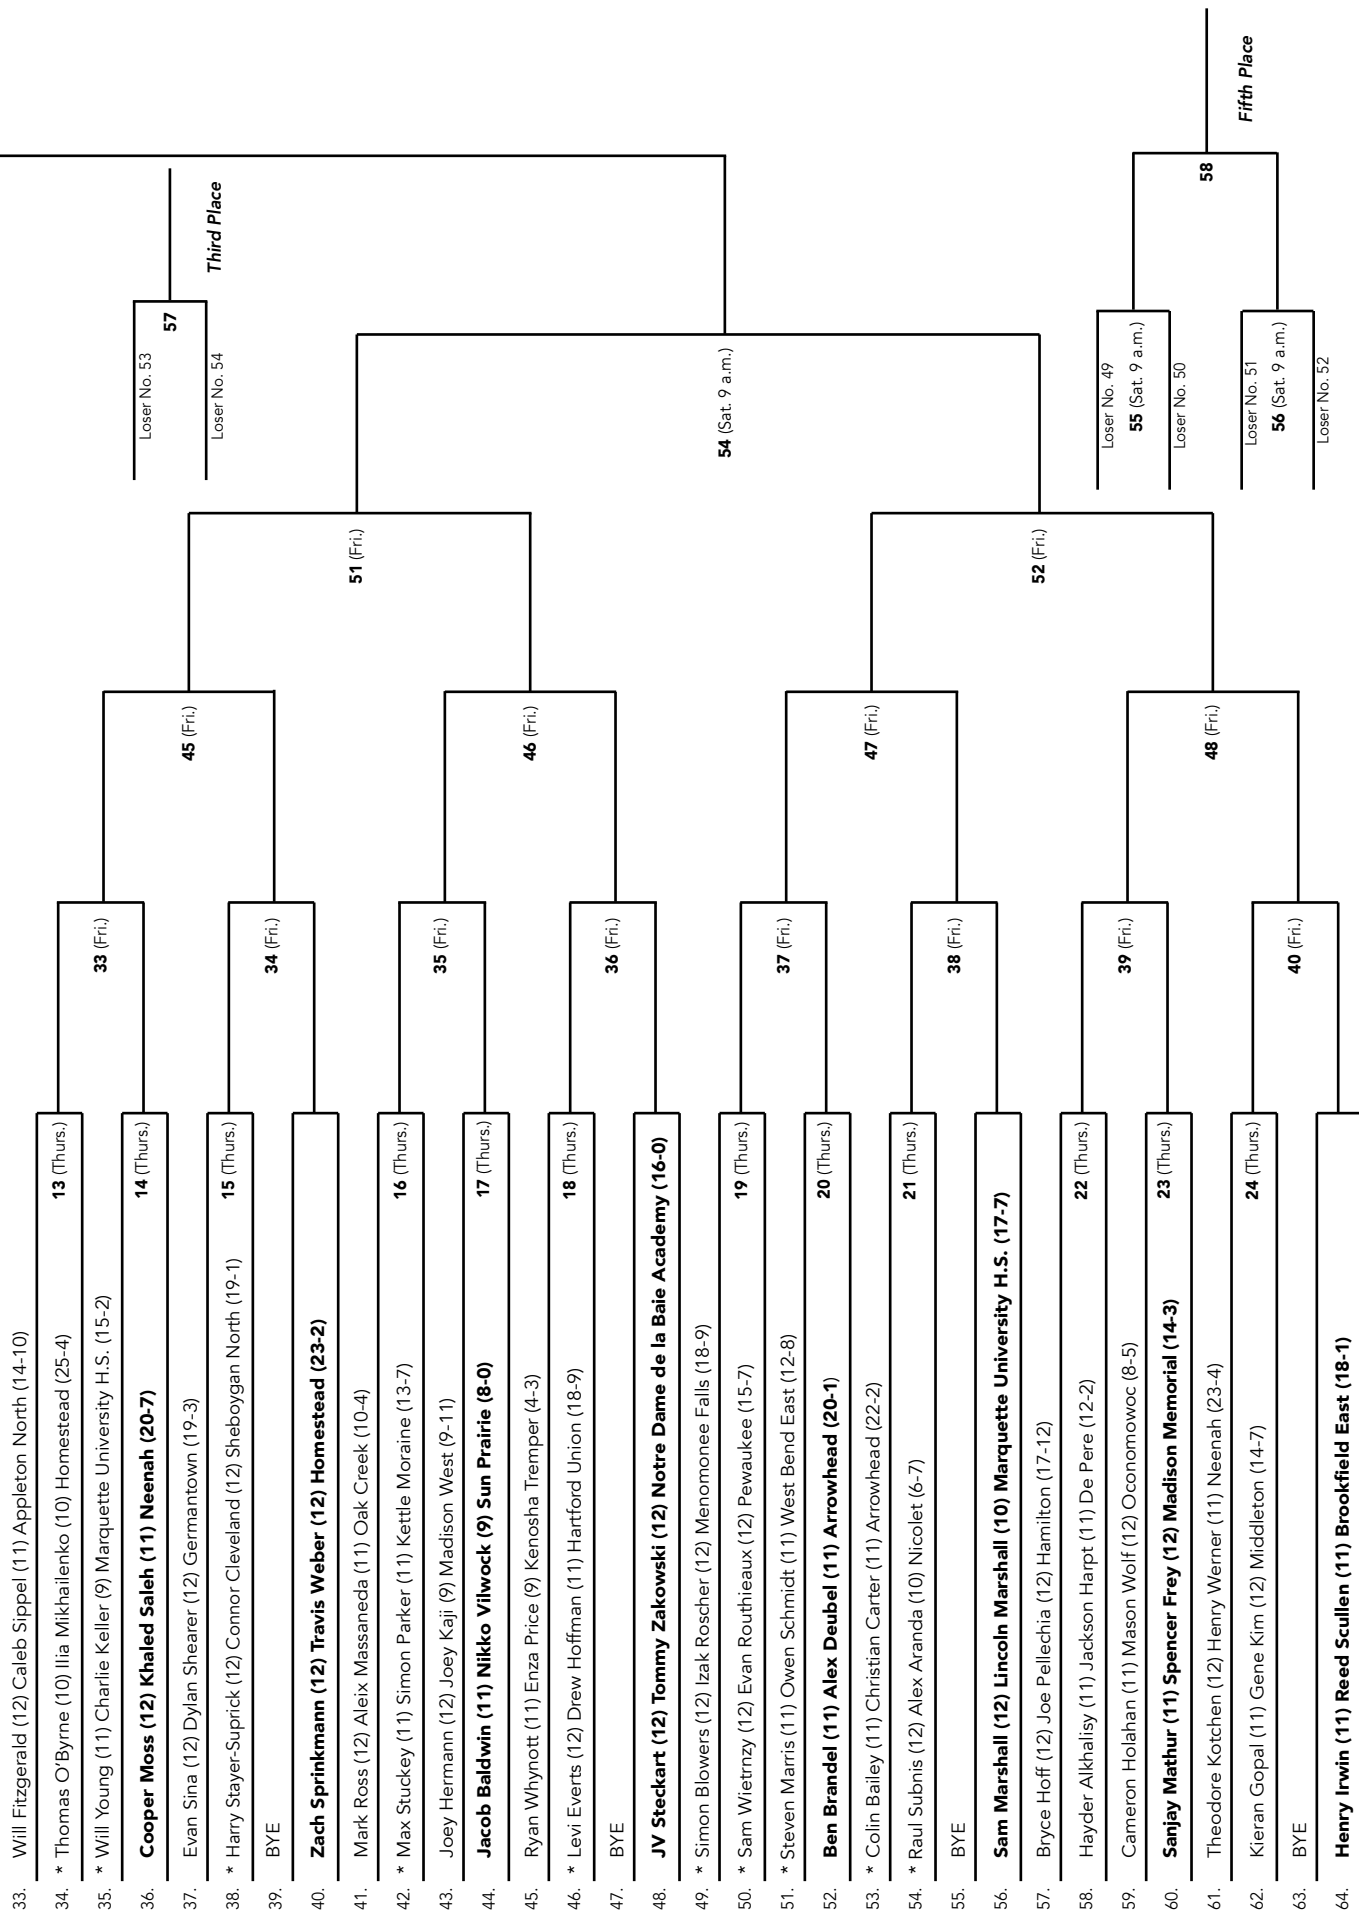 33. Will Fitzgerald (12) Caleb Sippel (11) Appleton North (14-10)
13 (Thurs.)
34. * Thomas O'Byrne (10) Ilia Mikhailenko (10) Homestead (25-4)
33 (Fri.)
35. * Will Young (11) Charlie Keller (9) Marquette University H.S. (15-2)
14 (Thurs.)
36. Cooper Moss (12) Khaled Saleh (11) Neenah (20-7)
45 (Fri.)
37. Evan Sina (12) Dylan Shearer (12) Germantown (19-3)
15 (Thurs.)
38. * Harry Stayer-Suprick (12) Connor Cleveland (12) Sheboygan North (19-1)
34 (Fri.)
39. BYE
40. Zach Sprinkmann (12) Travis Weber (12) Homestead (23-2)
51 (Fri.)
41. Mark Ross (12) Aleix Massaneda (11) Oak Creek (10-4)
16 (Thurs.)
42. * Max Stuckey (11) Simon Parker (11) Kettle Moraine (13-7)
35 (Fri.)
43. Joey Hermann (12) Joey Kaji (9) Madison West (9-11)
17 (Thurs.)
44. Jacob Baldwin (11) Nikko Vilwock (9) Sun Prairie (8-0)
46 (Fri.)
45. Ryan Whynott (11) Enza Price (9) Kenosha Tremper (4-3)
18 (Thurs.)
46. * Levi Everts (12) Drew Hoffman (11) Hartford Union (18-9)
36 (Fri.)
47. BYE
48. JV Steckart (12) Tommy Zakowski (12) Notre Dame de la Baie Academy (16-0)
54 (Sat. 9 a.m.)
49. * Simon Blowers (12) Izak Roscher (12) Menomonee Falls (18-9)
19 (Thurs.)
50. * Sam Wietrnzy (12) Evan Routhieaux (12) Pewaukee (15-7)
37 (Fri.)
51. * Steven Marris (11) Owen Schmidt (11) West Bend East (12-8)
20 (Thurs.)
52. Ben Brandel (11) Alex Deubel (11) Arrowhead (20-1)
47 (Fri.)
53. * Colin Bailey (11) Christian Carter (11) Arrowhead (22-2)
21 (Thurs.)
54. * Raul Subnis (12) Alex Aranda (10) Nicolet (6-7)
38 (Fri.)
55. BYE
56. Sam Marshall (12) Lincoln Marshall (10) Marquette University H.S. (17-7)
52 (Fri.)
57. Bryce Hoff (12) Joe Pellechia (12) Hamilton (17-12)
22 (Thurs.)
58. Hayder Alkhalisy (11) Jackson Harpt (11) De Pere (12-2)
39 (Fri.)
59. Cameron Holahan (11) Mason Wolf (12) Oconomowoc (8-5)
23 (Thurs.)
60. Sanjay Mathur (11) Spencer Frey (12) Madison Memorial (14-3)
48 (Fri.)
61. Theodore Kotchen (12) Henry Werner (11) Neenah (23-4)
24 (Thurs.)
62. Kieran Gopal (11) Gene Kim (12) Middleton (14-7)
40 (Fri.)
63. BYE
64. Henry Irwin (11) Reed Scullen (11) Brookfield East (18-1)
Loser No. 53
57
Loser No. 54
Third Place
Loser No. 49
55 (Sat. 9 a.m.)
Loser No. 50
58
Loser No. 51
56 (Sat. 9 a.m.)
Loser No. 52
Fifth Place